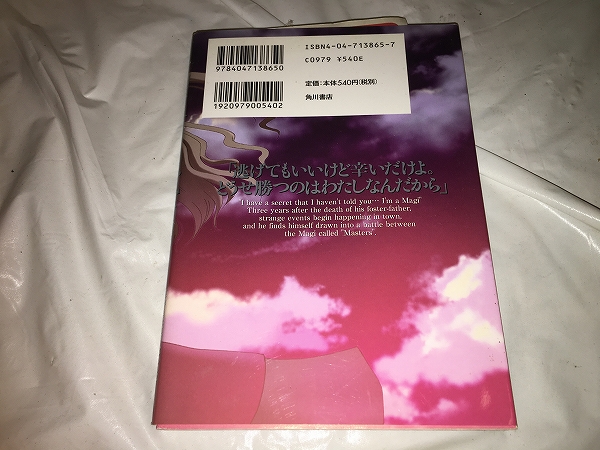 ISBN4-04-713865-7
C0979 ¥540E
9784047138650
1920979005402
定価:本体540円(税別)
角川書店
「逃げてもいいけど辛いだけよ。
どうせ勝つのはわたしなんだから」
I have a secret that I haven't told you… I'm a Magi
Three years after the death of his foster-father,
strange events begin happening in town,
and he finds himself drawn into a battle between
the Magi called "Masters".